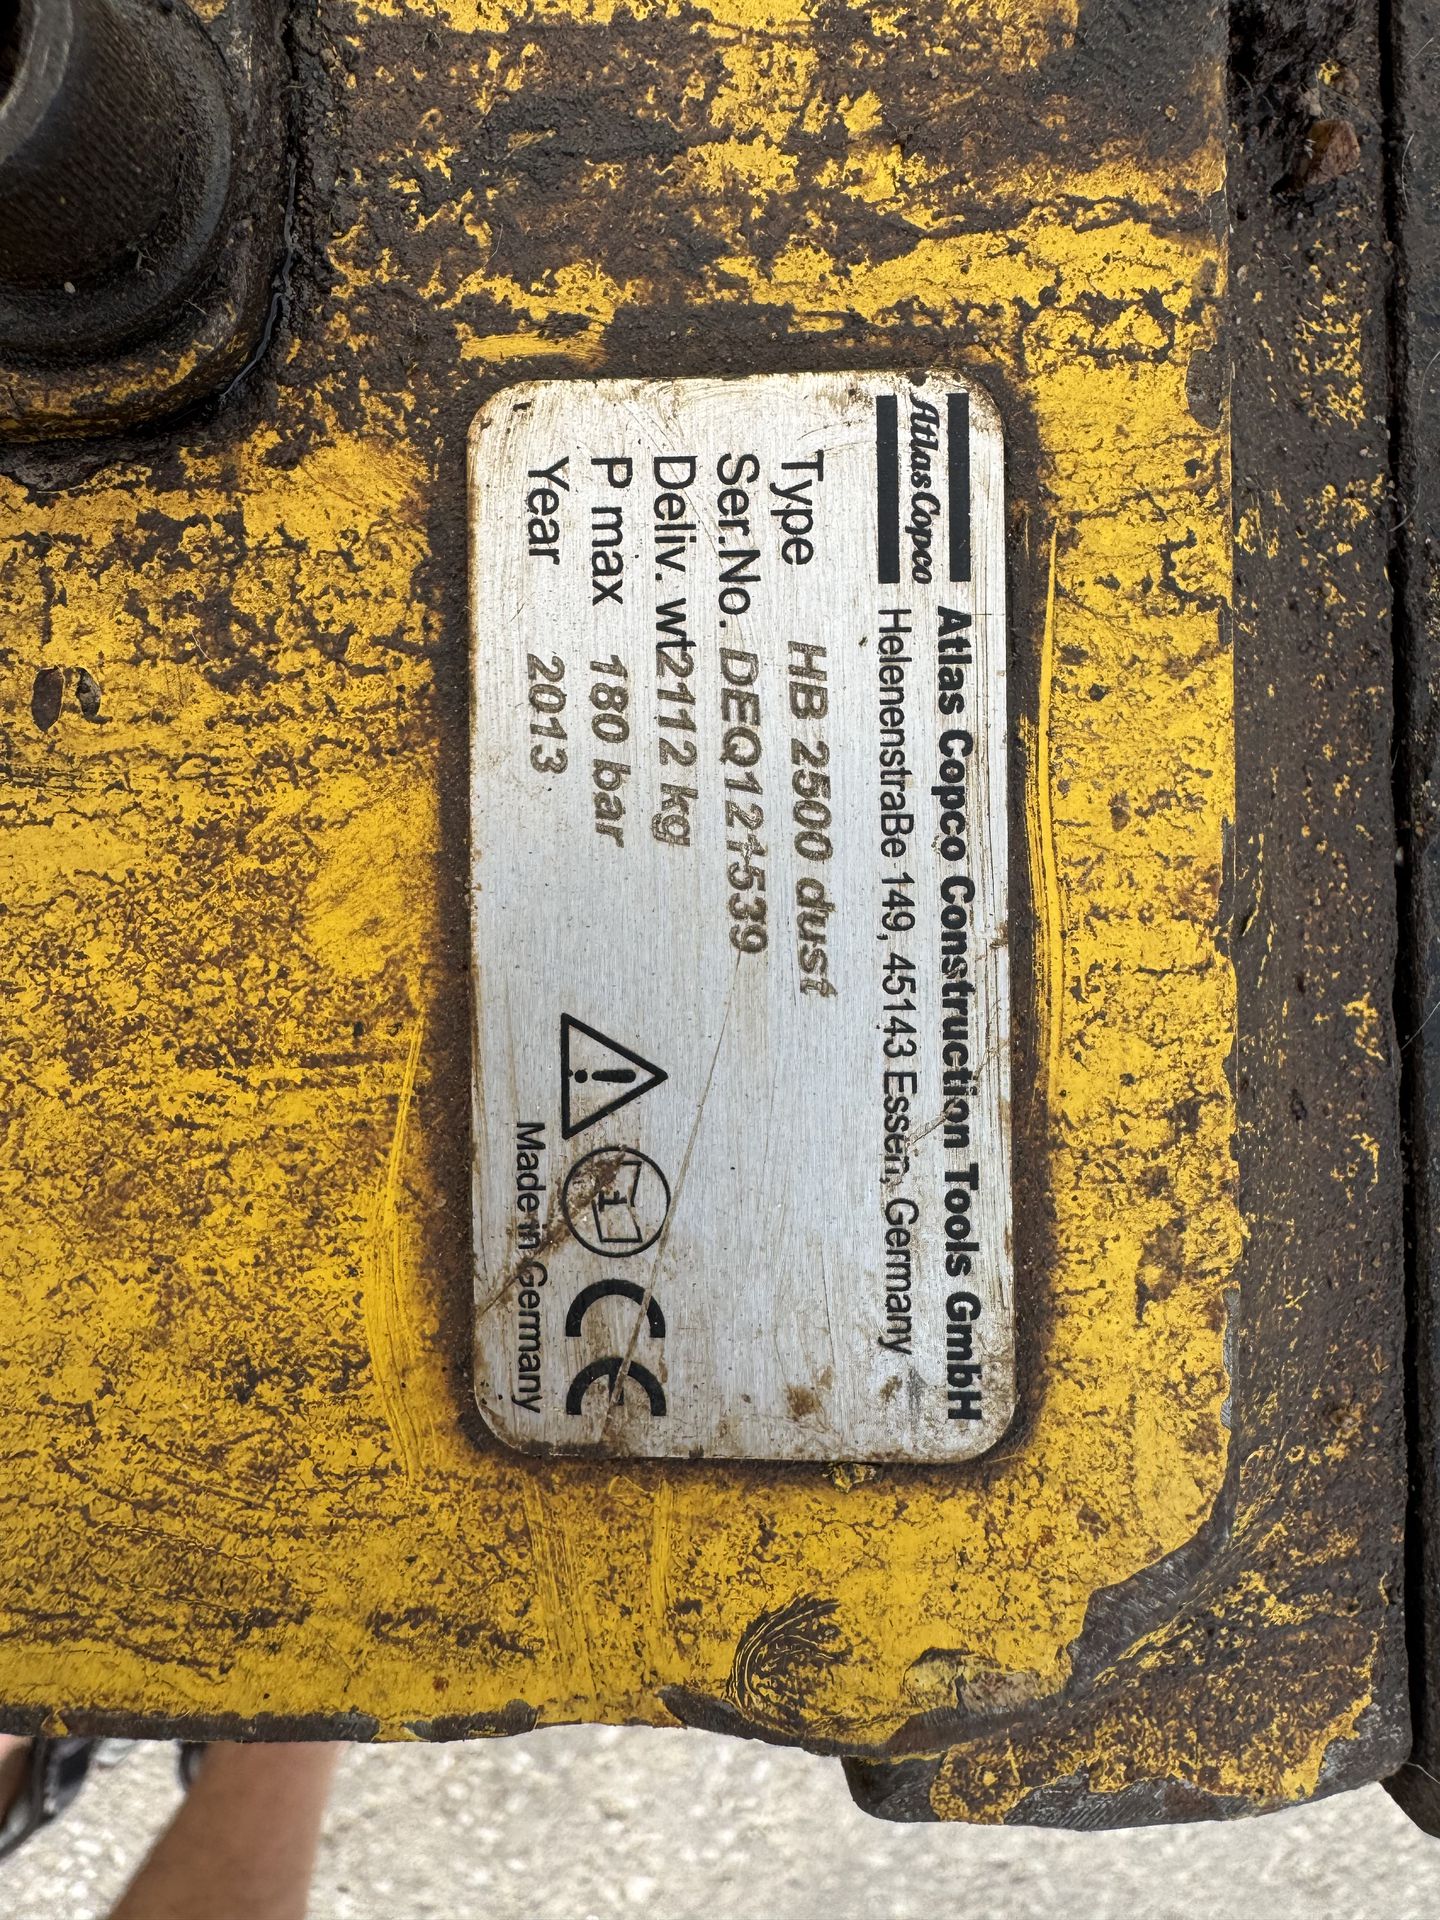 Atlas Copco
Atlas Copco Construction Tools GmbH
HelenenstraBe 149, 45143 Essen, Germany
Type HB 2500 dust
Ser.No. DEQ121539
Deliv. wt2112 kg
P max 180 bar
Year 2013
i
CE
Made in Germany